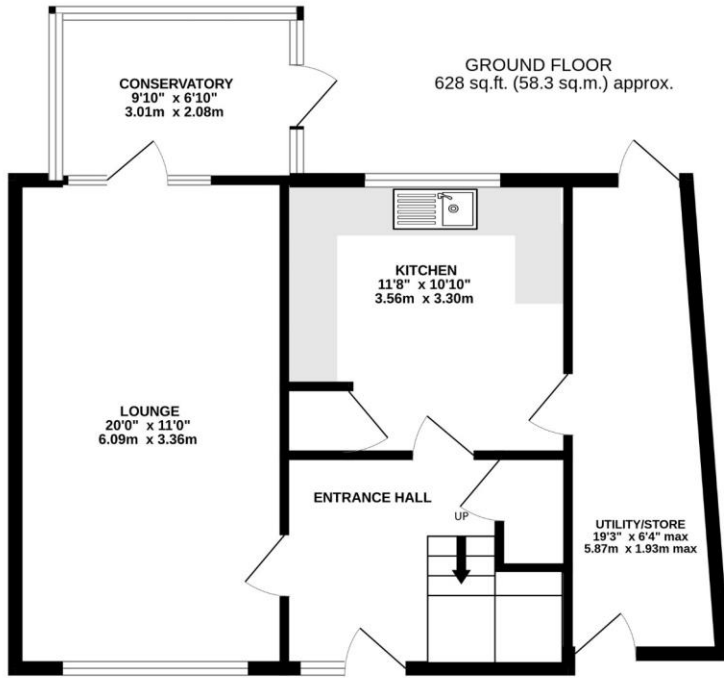 GROUND FLOOR
628 sq.ft. (58.3 sq.m.) approx.
CONSERVATORY
9'10" x 6'10"
3.01m x 2.08m
KITCHEN
11'8" x 10'10"
3.56m x 3.30m
LOUNGE
20'0" x 11'0"
6.09m x 3.36m
ENTRANCE HALL
UP
UTILITY/STORE
19'3" x 6'4" max
5.87m x 1.93m max